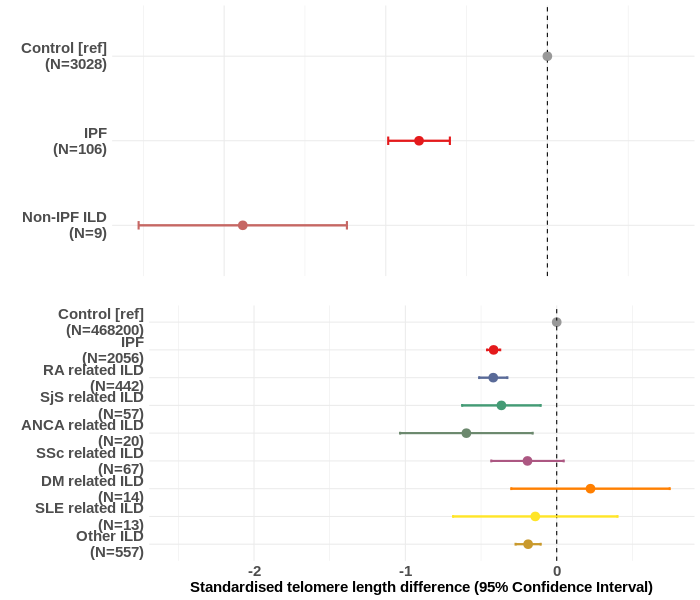 Control [ref]
(N=3028)
IPF
(N=106)
Non-IPF ILD
(N=9)
Control [ref]
(N=468200)
IPF
(N=2056)
RA related ILD
(N=442)
SjS related ILD
(N=57)
ANCA related ILD
(N=20)
SSc related ILD
(N=67)
DM related ILD
(N=14)
SLE related ILD
(N=13)
Other ILD
(N=557)
-2 -1 0
Standardised telomere length difference (95% Confidence Interval)